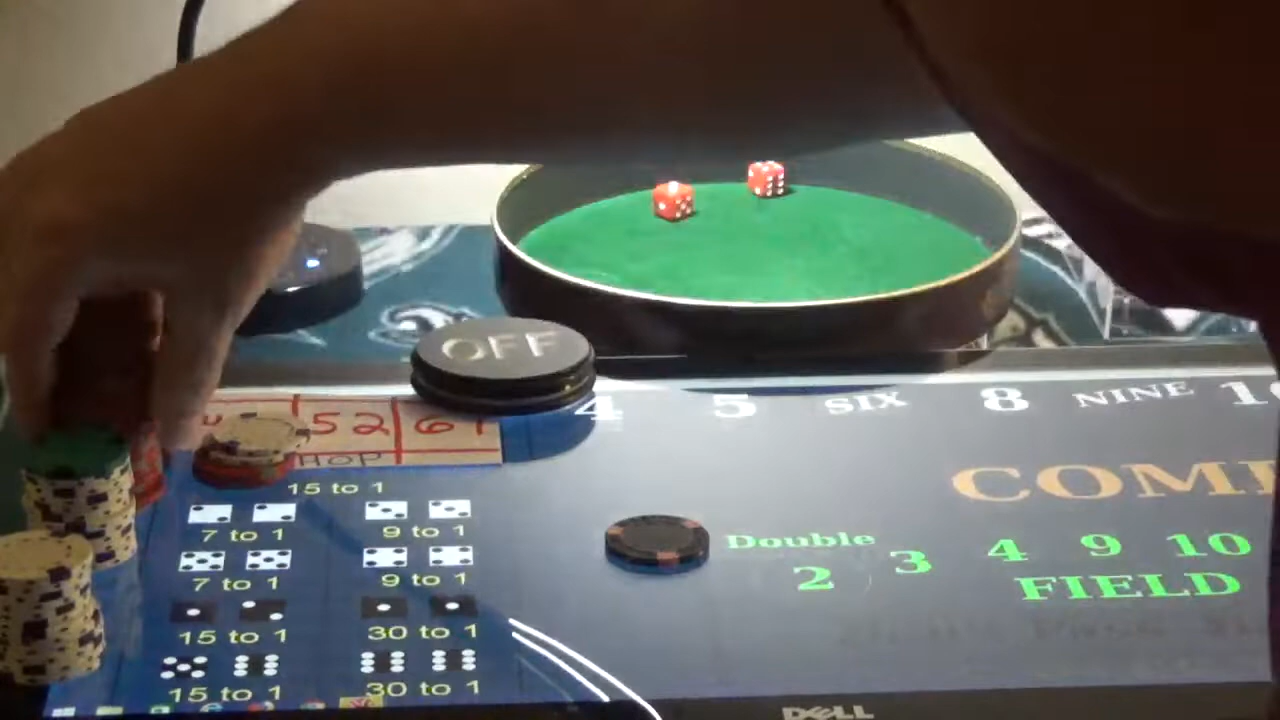 OFF
4 5 SIX 8 NINE
52 61
HOP
COM
15 to 1
7 to 1 9 to 1
Double
2 3 4 9 10
FIELD
7 to 1 9 to 1
15 to 1 30 to 1
15 to 1 30 to 1
DELL